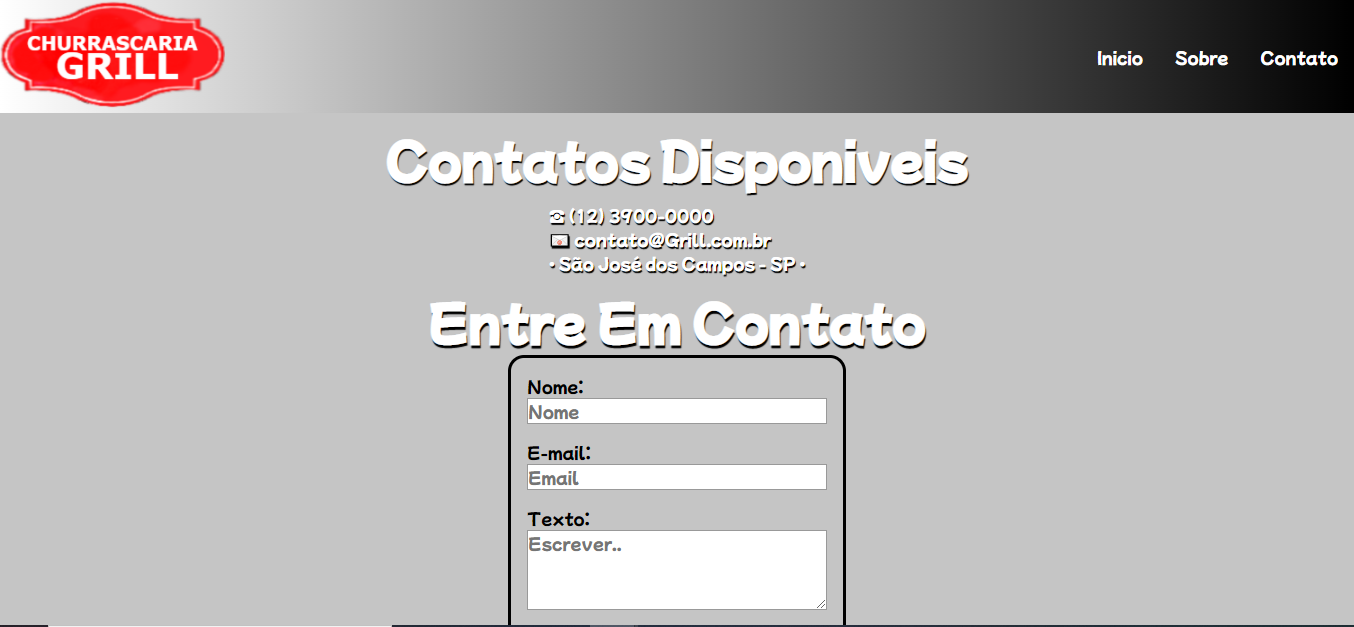 CHURRASCARIA
GRILL
Inicio Sobre Contato
Contatos Disponiveis
☎ (12) 3900-0000
📧 contato@Grill.com.br
• São José dos Campos - SP •
Entre Em Contato
Nome:
Nome
E-mail:
Email
Texto:
Escrever..